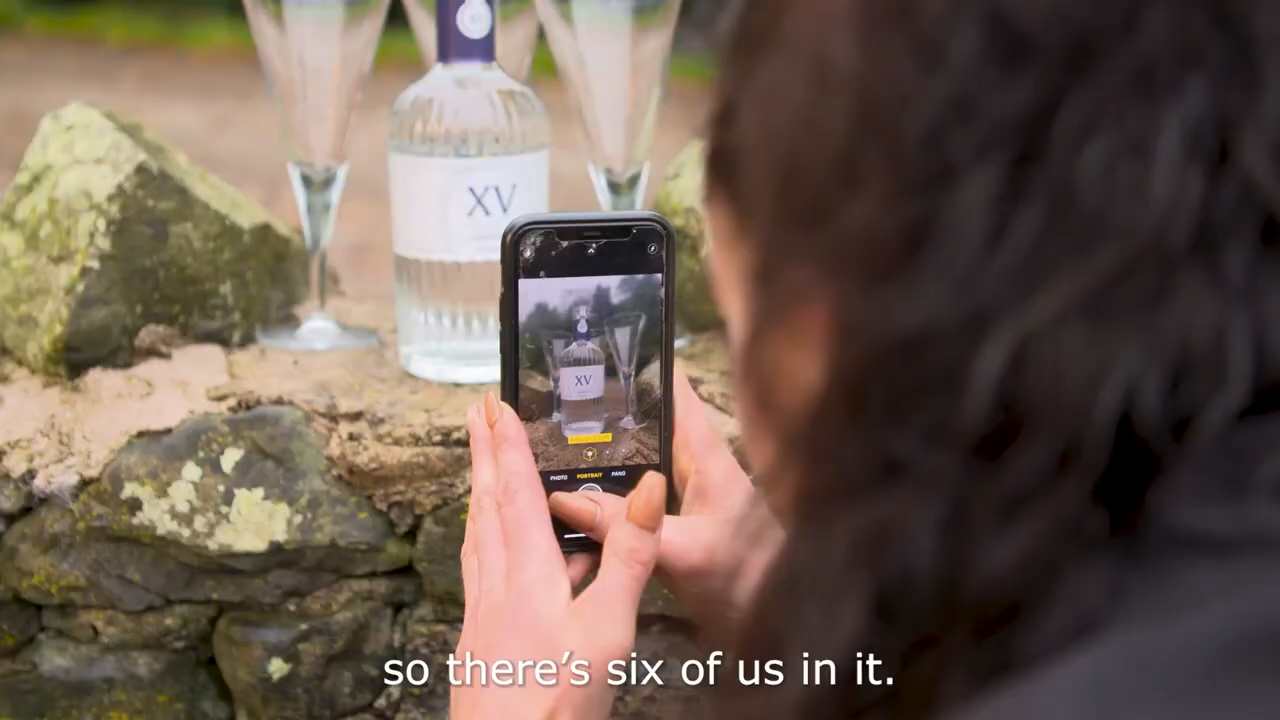 XV
XV
PHOTO PORTRAIT PANO
so there’s six of us in it.